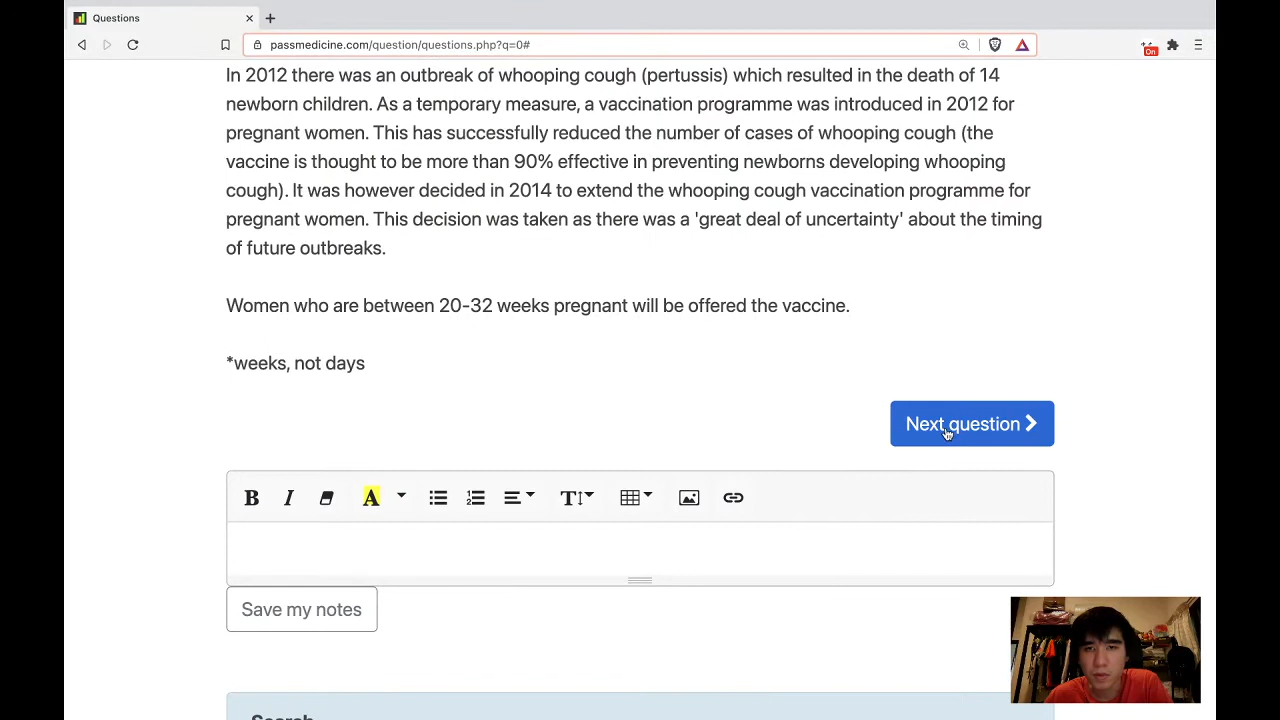 Questions
passmedicine.com/question/questions.php?q=0#
On
In 2012 there was an outbreak of whooping cough (pertussis) which resulted in the death of 14
newborn children. As a temporary measure, a vaccination programme was introduced in 2012 for
pregnant women. This has successfully reduced the number of cases of whooping cough (the
vaccine is thought to be more than 90% effective in preventing newborns developing whooping
cough). It was however decided in 2014 to extend the whooping cough vaccination programme for
pregnant women. This decision was taken as there was a 'great deal of uncertainty' about the timing
of future outbreaks.
Women who are between 20-32 weeks pregnant will be offered the vaccine.
*weeks, not days
Next question
B I A T
Save my notes
Search